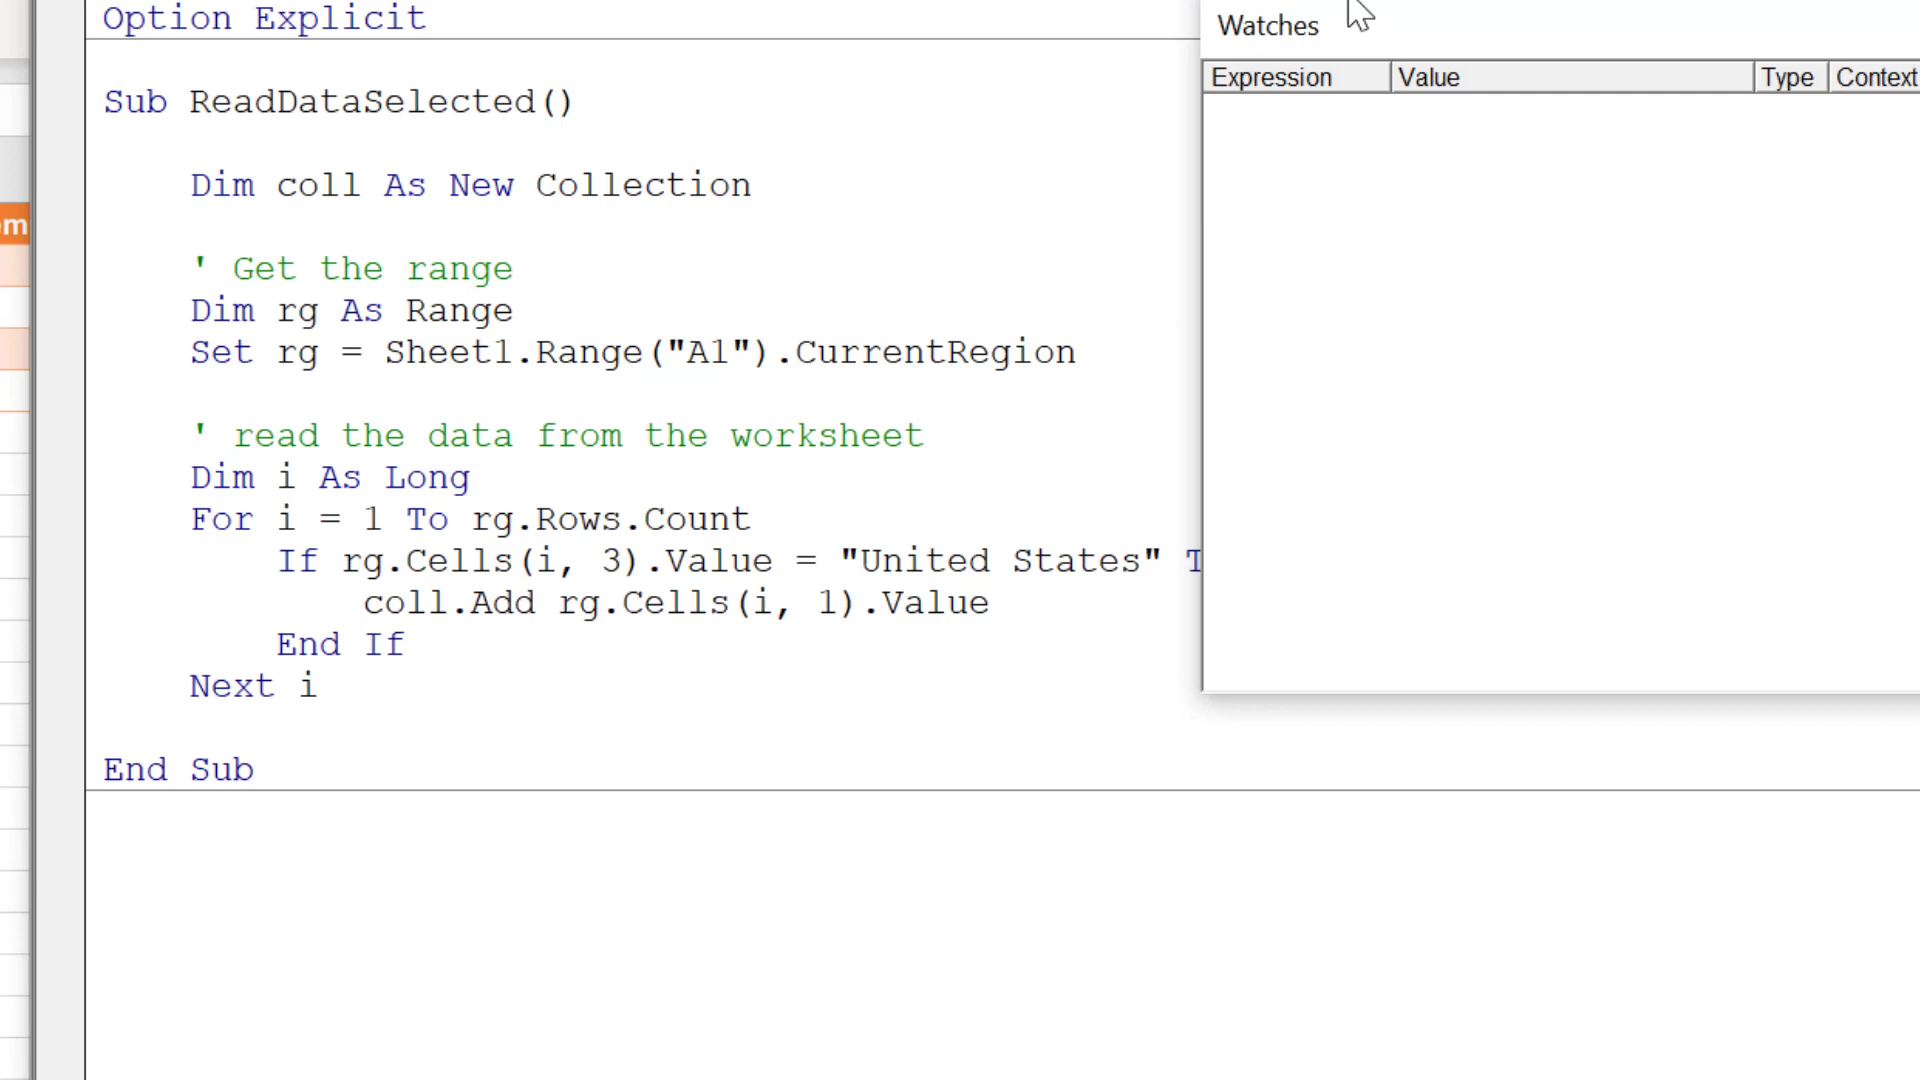 Option Explicit
Sub ReadDataSelected()
Dim coll As New Collection
' Get the range
Dim rg As Range
Set rg = Sheet1.Range("A1").CurrentRegion
' read the data from the worksheet
Dim i As Long
For i = 1 To rg.Rows.Count
If rg.Cells(i, 3).Value = "United States" T
coll.Add rg.Cells(i, 1).Value
End If
Next i
End Sub
Watches
Expression Value Type Context
em